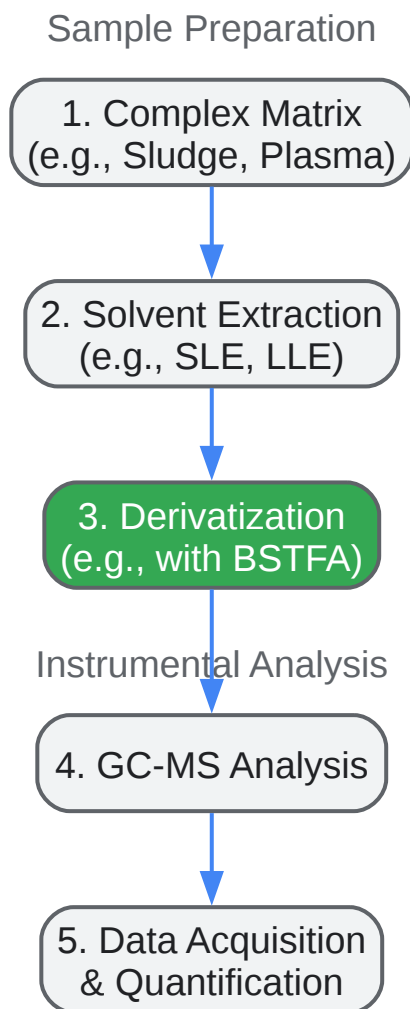 Sample Preparation
1. Complex Matrix
(e.g., Sludge, Plasma)
2. Solvent Extraction
(e.g., SLE, LLE)
3. Derivatization
(e.g., with BSTFA)
Instrumental Analysis
4. GC-MS Analysis
5. Data Acquisition
& Quantification